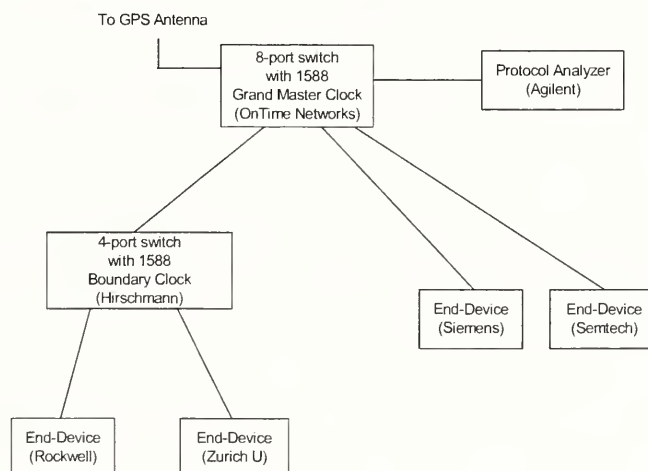 To GPS Antenna
8-port switch
with 1588
Grand Master Clock
(OnTime Networks)
Protocol Analyzer
(Agilent)
4-port switch
with 1588
Boundary Clock
(Hirschmann)
End-Device
(Siemens)
End-Device
(Semtech)
End-Device
(Rockwell)
End-Device
(Zurich U)